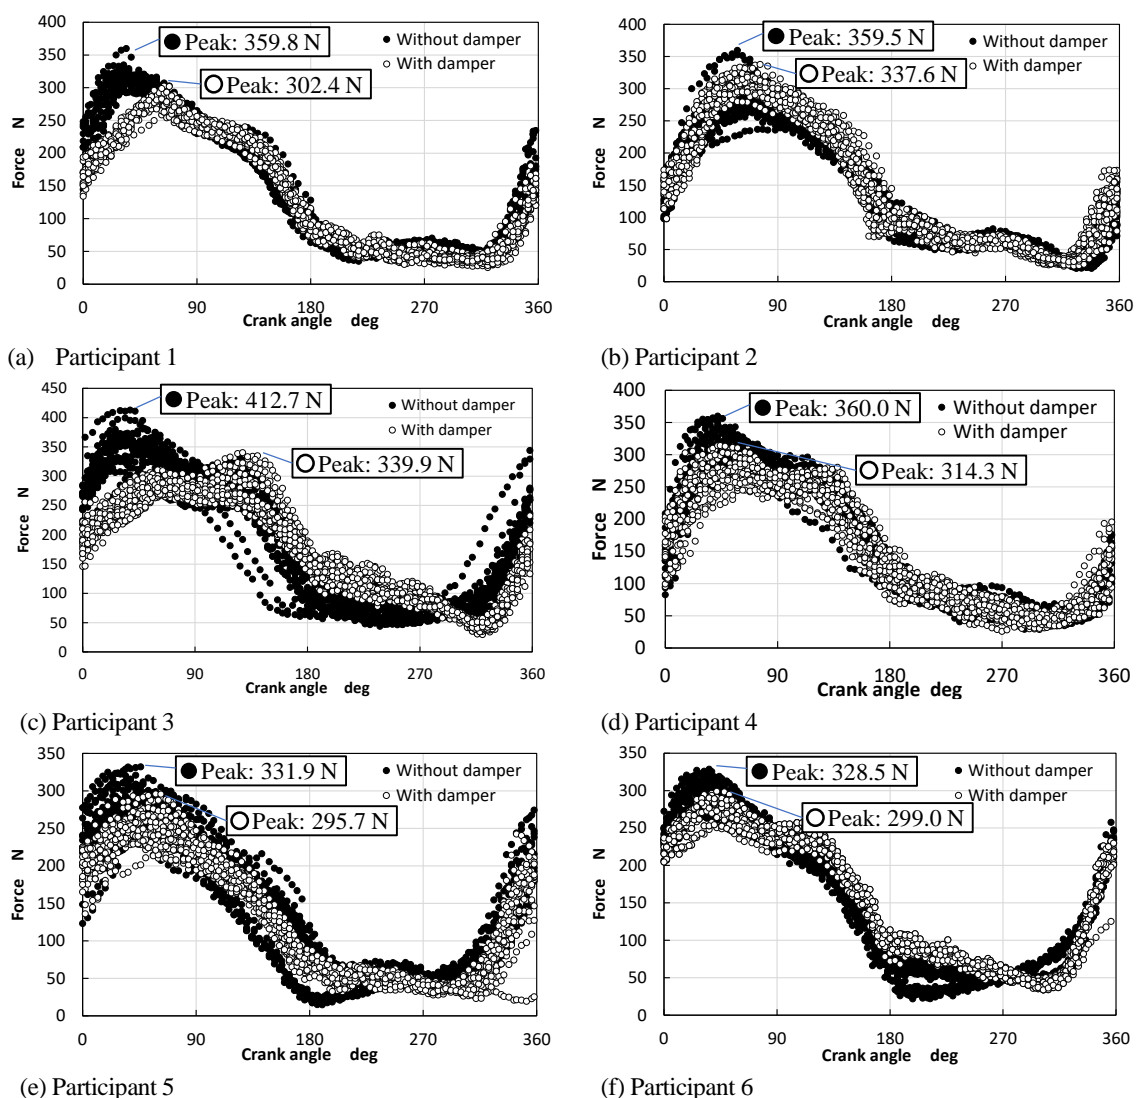 400
350
300
250
200
150
100
50
0
Force N
Peak: 359.8 N
Peak: 302.4 N
Without damper
With damper
0 90 180 270 360
Crank angle deg
(a) Participant 1
400
350
300
250
200
150
100
50
0
Force N
Peak: 359.5 N
Peak: 337.6 N
Without damper
With damper
0 90 180 270 360
Crank angle deg
(b) Participant 2
450
400
350
300
250
200
150
100
50
0
Force N
Peak: 412.7 N
Peak: 339.9 N
Without damper
With damper
0 90 180 270 360
Crank angle deg
(c) Participant 3
400
350
300
250
200
150
100
50
0
Force N
Peak: 360.0 N
Peak: 314.3 N
Without damper
With damper
0 90 180 270 360
Crank angle deg
(d) Participant 4
350
300
250
200
150
100
50
0
Force N
Peak: 331.9 N
Peak: 295.7 N
Without damper
With damper
0 90 180 270 360
Crank angle deg
(e) Participant 5
350
300
250
200
150
100
50
0
Force N
Peak: 328.5 N
Peak: 299.0 N
Without damper
With damper
0 90 180 270 360
Crank angle deg
(f) Participant 6